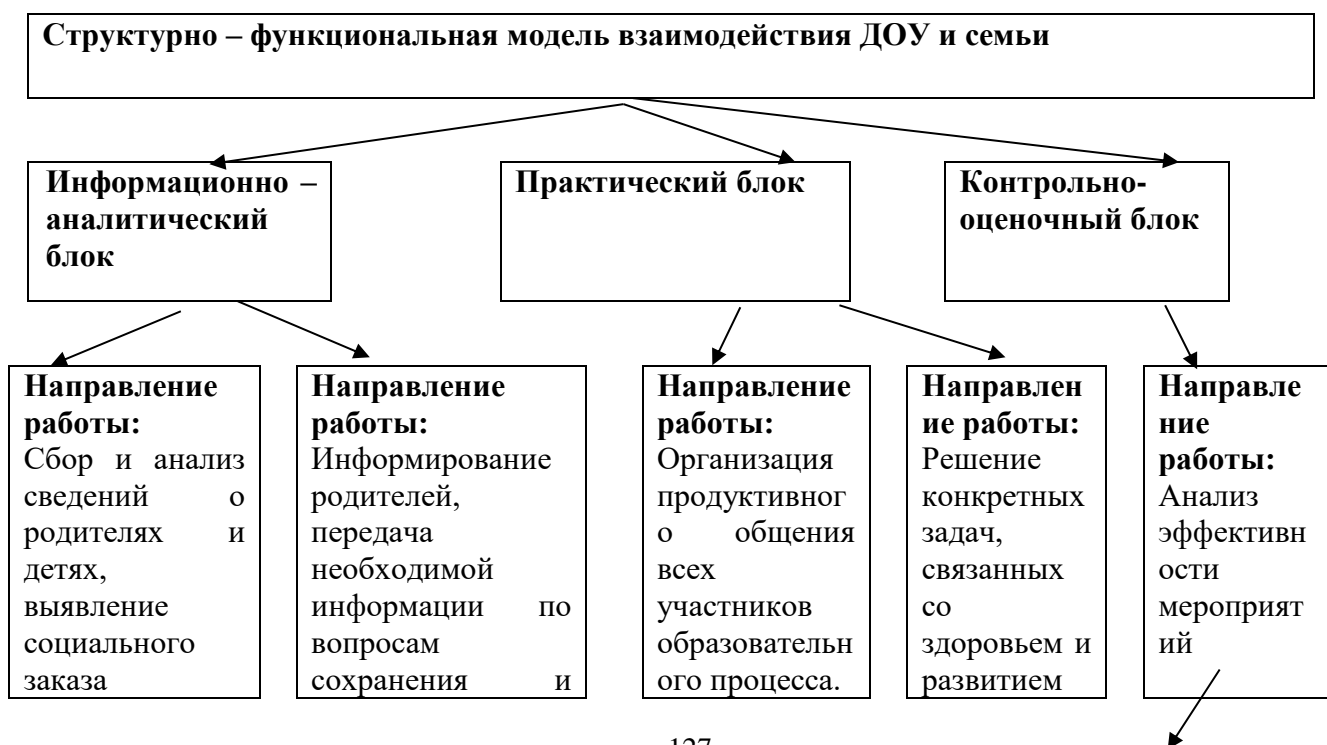 Структурно – функциональная модель взаимодействия ДОУ и семьи
Информационно –
аналитический
блок
Практический блок
Контрольно-
оценочный блок
Направление
работы:
Сбор и анализ
сведений о
родителях и
детях,
выявление
социального
заказа
Направление
работы:
Информирование
родителей,
передача
необходимой
информации по
вопросам
сохранения и
Направление
работы:
Организация
продуктивног
о общения
всех
участников
образовательн
ого процесса.
Направлен
ие работы:
Решение
конкретных
задач,
связанных
со
здоровьем и
развитием
Направле
ние
работы:
Анализ
эффективн
ости
мероприят
ий
127